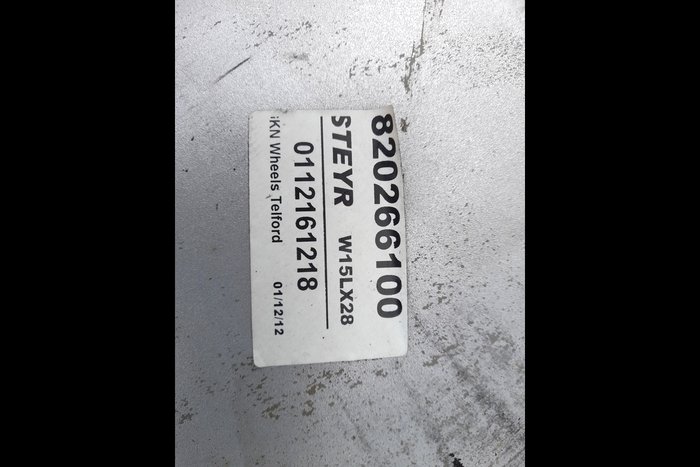 820266100
STEYR W15LX28
0112161218
KN Wheels Telford 01/12/12